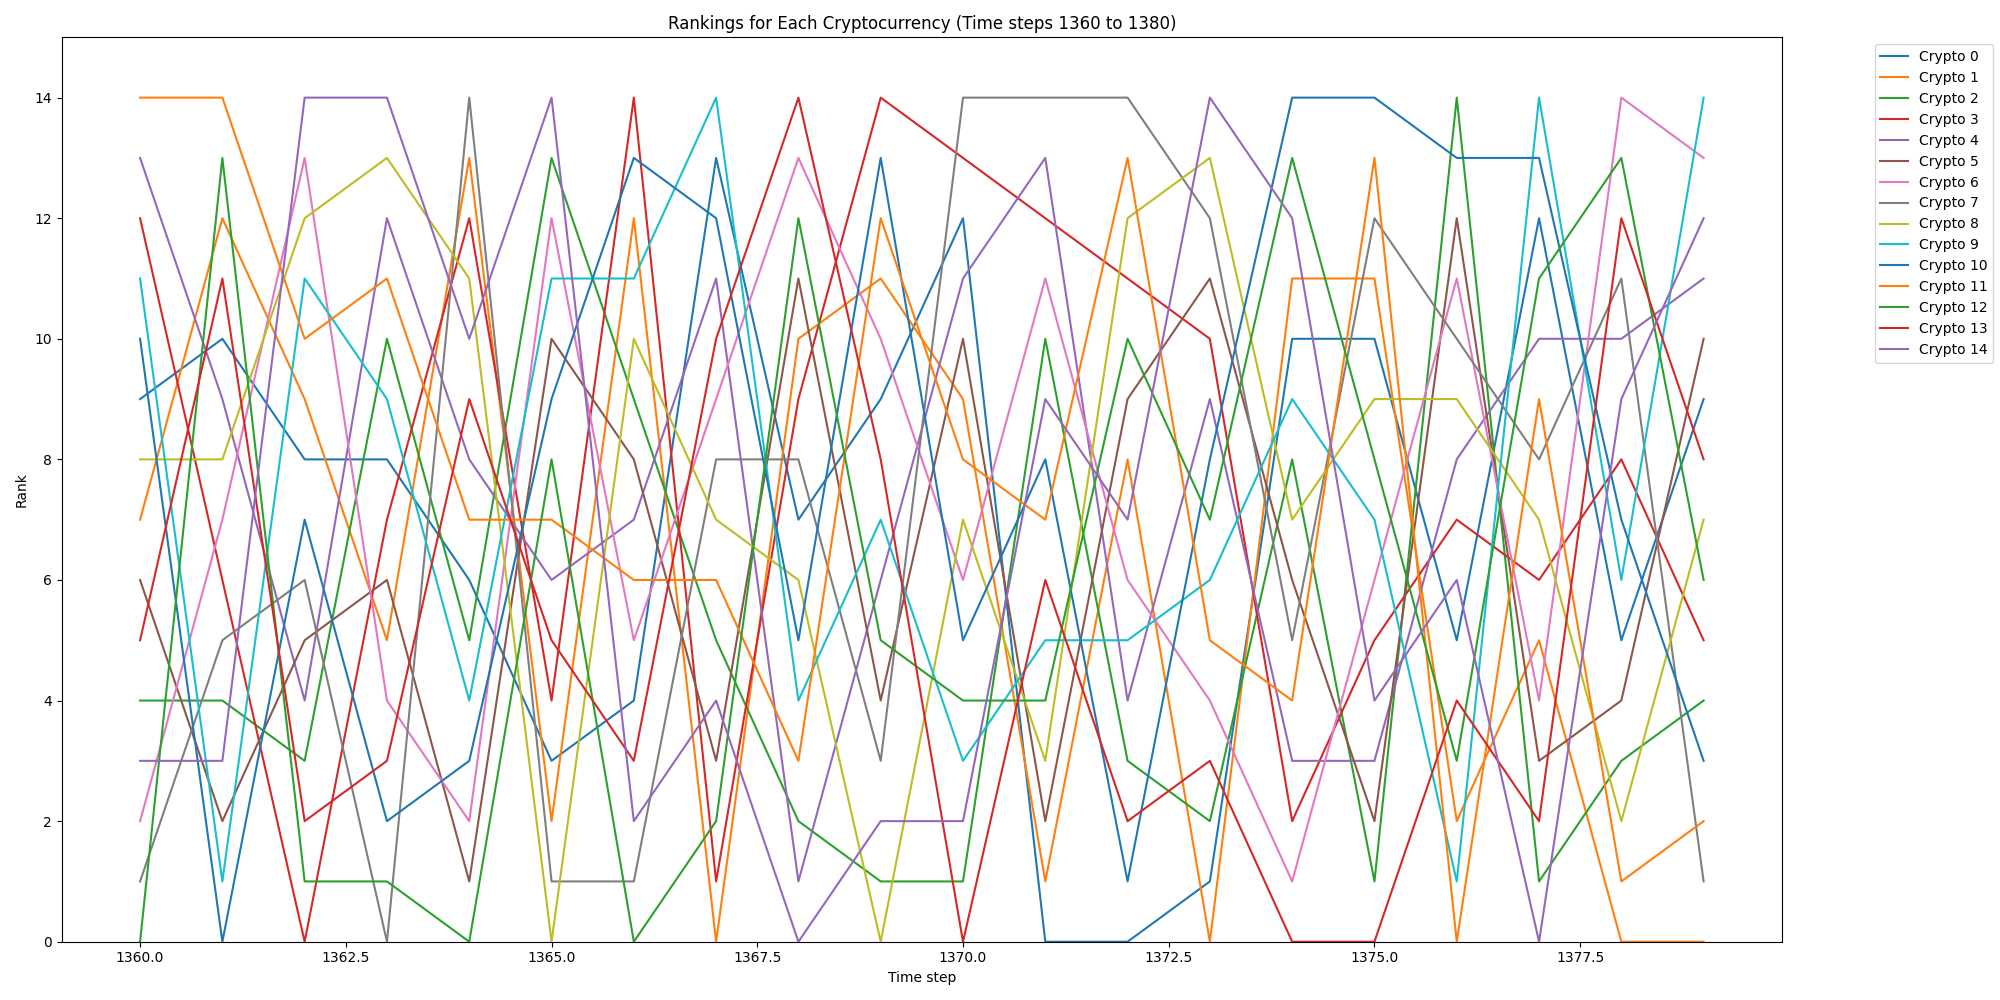 Rankings for Each Cryptocurrency (Time steps 1360 to 1380)
Rank
14
12
10
8
6
4
2
0
1360.0
1362.5
1365.0
1367.5
1370.0
1372.5
1375.0
1377.5
Time step
Crypto 0
Crypto 1
Crypto 2
Crypto 3
Crypto 4
Crypto 5
Crypto 6
Crypto 7
Crypto 8
Crypto 9
Crypto 10
Crypto 11
Crypto 12
Crypto 13
Crypto 14